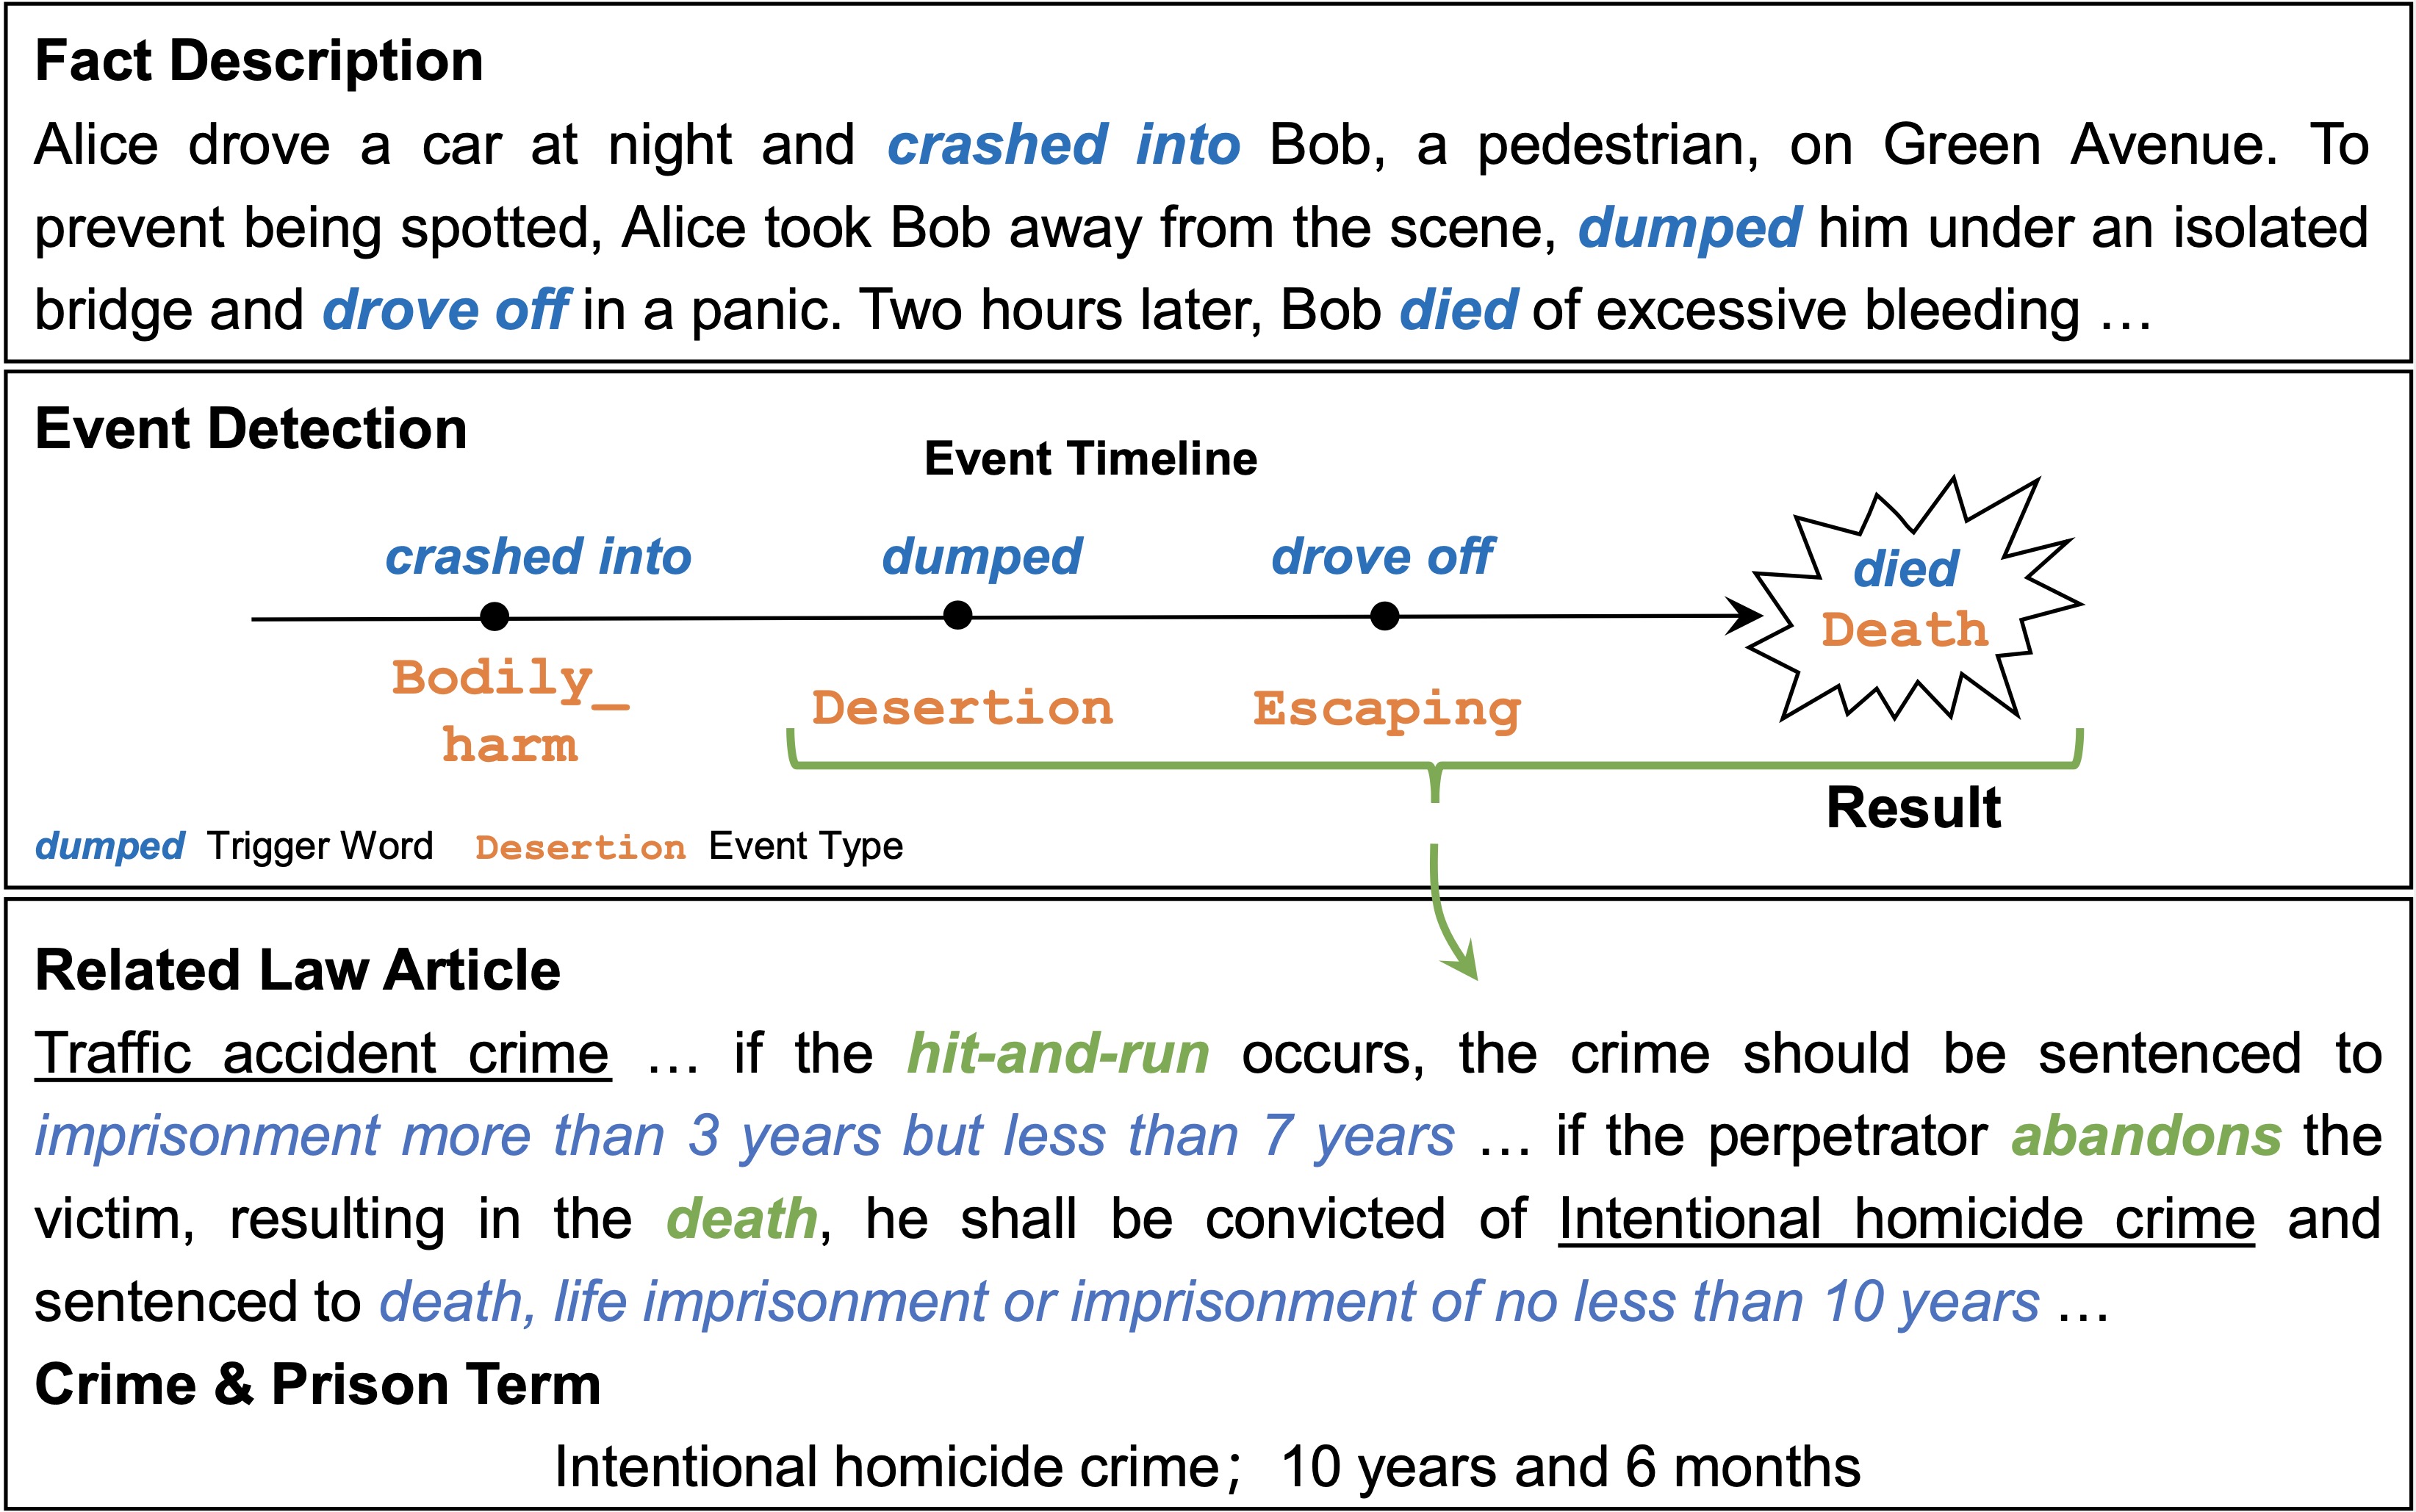 Fact Description
Alice drove a car at night and crashed into Bob, a pedestrian, on Green Avenue. To
prevent being spotted, Alice took Bob away from the scene, dumped him under an isolated
bridge and drove off in a panic. Two hours later, Bob died of excessive bleeding …
Event Detection
Event Timeline
crashed into dumped drove off died
Bodily_
harm Desertion Escaping Death
Result
dumped Trigger Word Desertion Event Type
Related Law Article
Traffic accident crime … if the hit-and-run occurs, the crime should be sentenced to
imprisonment more than 3 years but less than 7 years … if the perpetrator abandons the
victim, resulting in the death, he shall be convicted of Intentional homicide crime and
sentenced to death, life imprisonment or imprisonment of no less than 10 years …
Crime & Prison Term
Intentional homicide crime； 10 years and 6 months